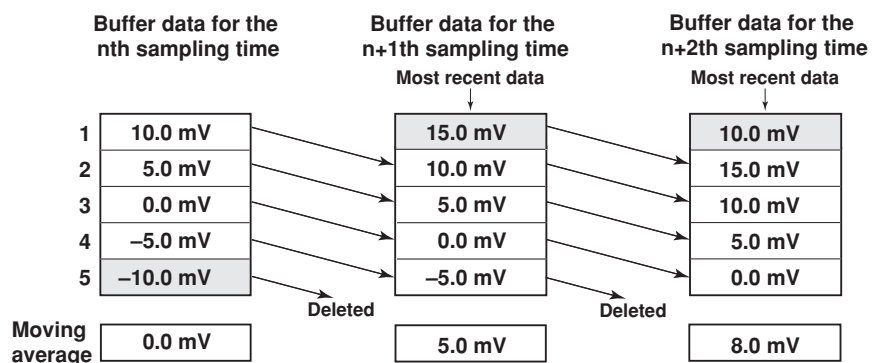 Buffer data for the
nth sampling time
Buffer data for the
n+1th sampling time
Buffer data for the
n+2th sampling time
Most recent data
Most recent data
1 10.0 mV 15.0 mV 10.0 mV
2 5.0 mV 10.0 mV 15.0 mV
3 0.0 mV 5.0 mV 10.0 mV
4 –5.0 mV 0.0 mV 5.0 mV
5 –10.0 mV –5.0 mV 0.0 mV
Deleted Deleted
Moving
average
0.0 mV 5.0 mV 8.0 mV